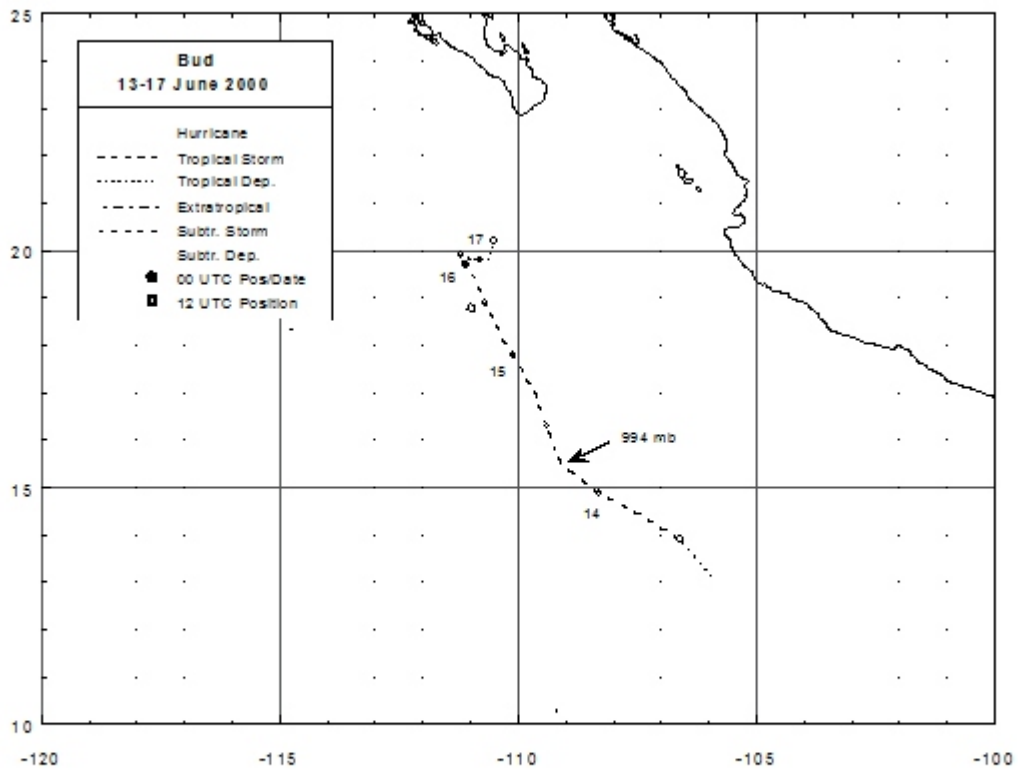 25
Bud
13-17 June 2000
Hurricane
Tropical Storm
Tropical Dep.
Extratropical
Subtr. Storm
Subtr. Dep.
00 UTC Pos/Date
12 UTC Position
20
17
16
15
994 mb
15
14
10
-120 -115 -110 -105 -100